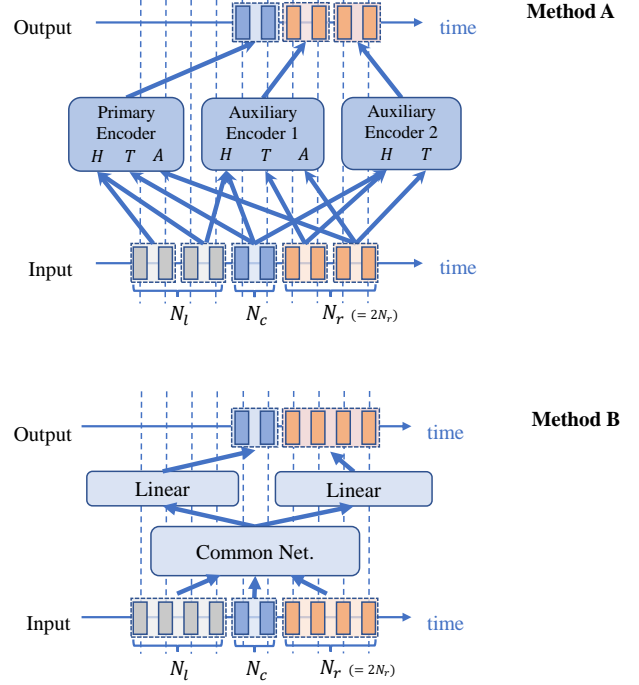 Method A
Output
time
Primary
Encoder
H T A
Auxiliary
Encoder 1
H T A
Auxiliary
Encoder 2
H T
Input
time
N_l N_c N_r (= 2N_r)
Method B
Output
time
Linear
Linear
Common Net.
Input
time
N_l N_c N_r (= 2N_r)